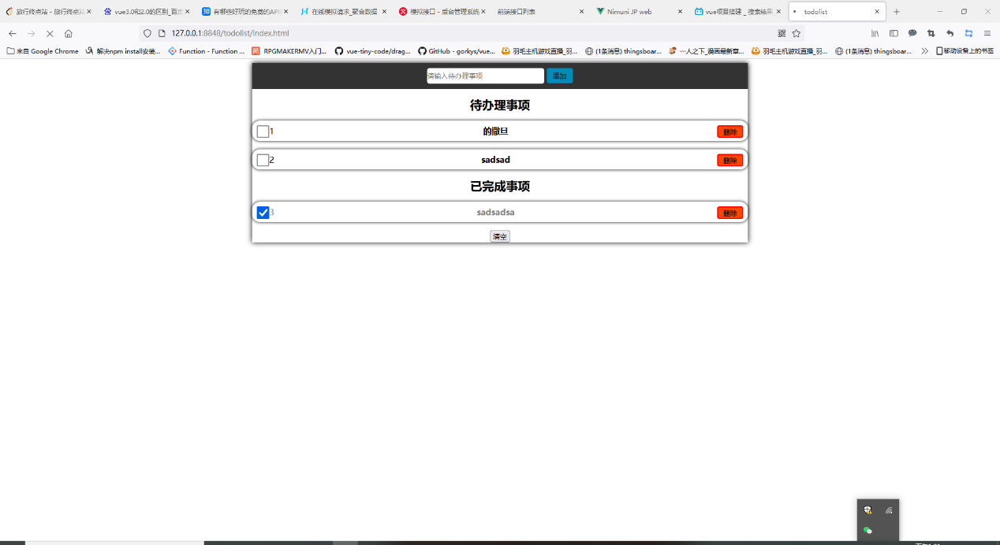 旅行终点站 - 旅行终点站
vue3.0和2.0的区别_百度
有哪些好玩的免费的API
在线模拟请求_聚合数据
模拟接口 - 后台管理系统
前端接口列表
Nimuni JP web
vue项目搭建 _ 搜索结果
todolist
127.0.0.1:8848/todolist/index.html
来自 Google Chrome
解决npm install安装...
Function - Function ...
RPGMAKERMV入门...
vue-tiny-code/drag...
GitHub - gorkys/vue...
羽毛主机游戏直播_羽...
(1条消息) thingsboar...
一人之下_漫画最新章...
羽毛主机游戏直播_羽...
(1条消息) thingsboar...
移动设备上的书签
请输入待办理事项 添加
待办理事项
1 的撒旦 删除
2 sadsad 删除
已完成事项
3 sadsadsa 删除
清空